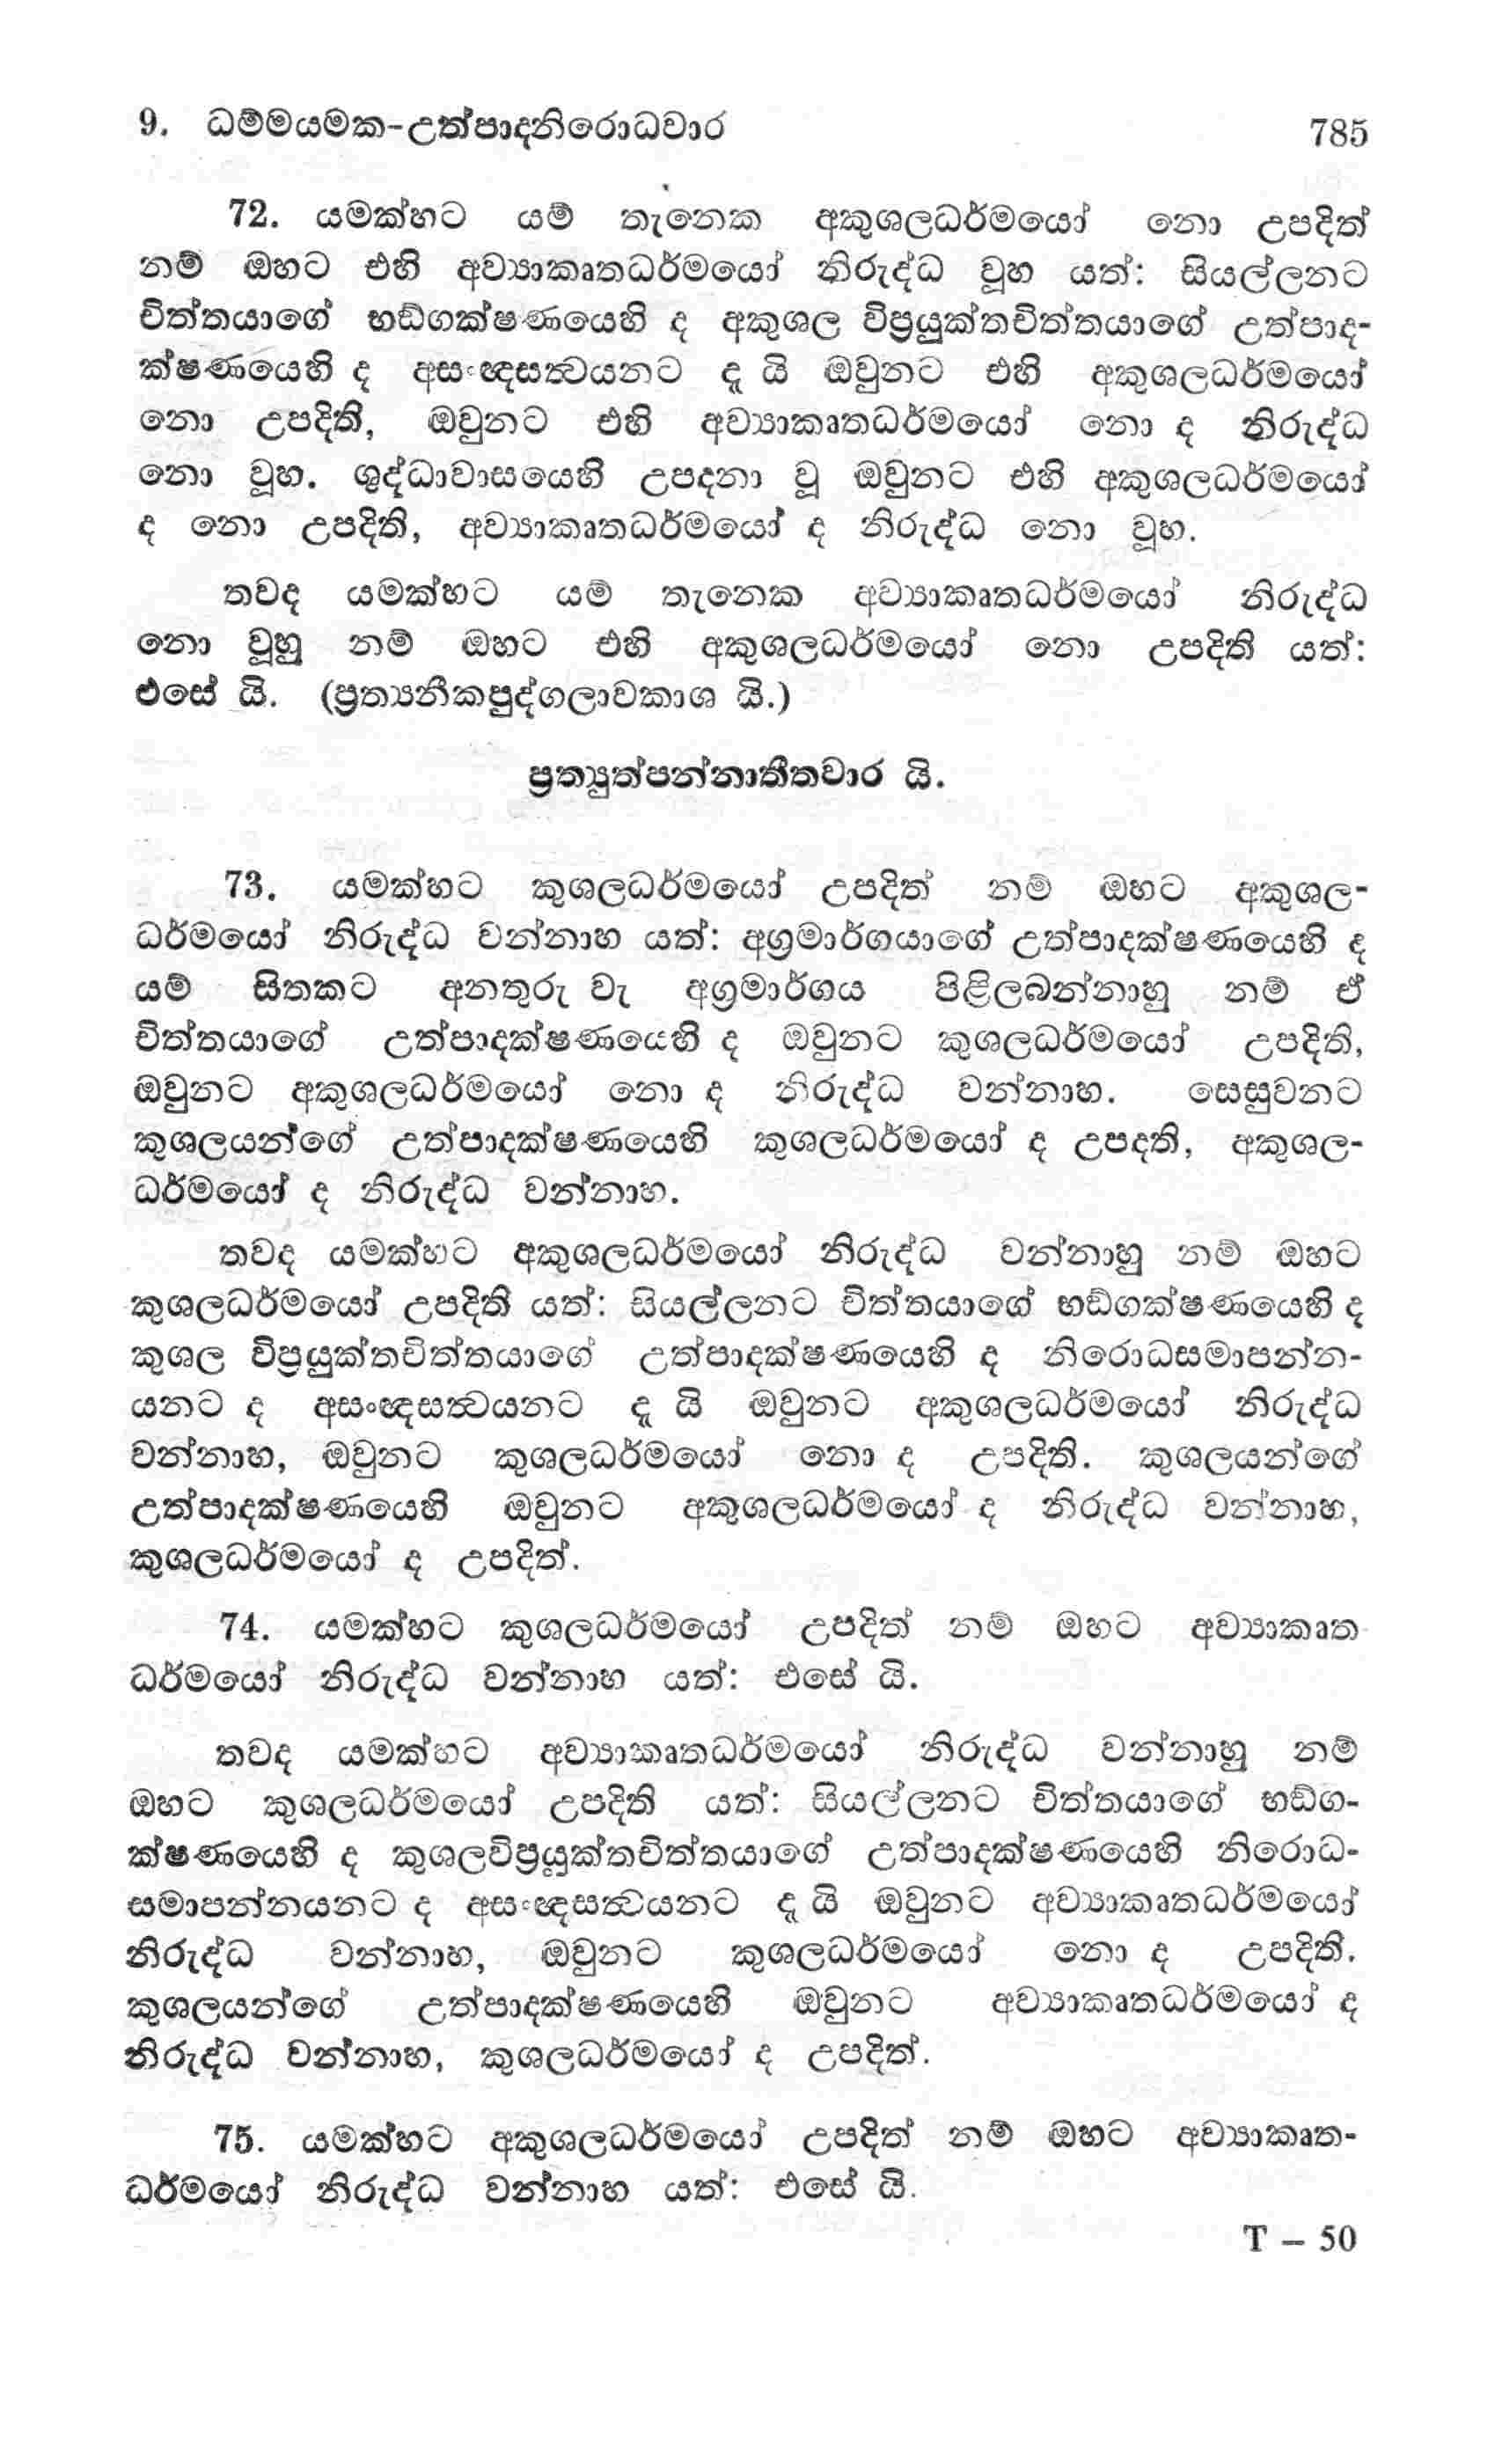 9. ධම්මයමක-උත්පාදනිරොධවාර 785
72. යමක්හට යම් තැනෙක අකුශලධර්මයෝ නො උපදිත්
නම් ඔහට එහි අව්‍යාකෘතධර්මයෝ නිරුද්ධ වූහ යත්: සියල්ලනට
චිත්තයාගේ භඞ්ගක්ෂණයෙහි ද අකුශල විප්‍රයුක්තචිත්තයාගේ උත්පාද-
ක්ෂණයෙහි ද අසංඥසත්‍වයනට දැ යි ඔවුනට එහි අකුශලධර්මයෝ
නො උපදිති, ඔවුනට එහි අව්‍යාකෘතධර්මයෝ නො ද නිරුද්ධ
නො වූහ. ශුද්ධාවාසයෙහි උපදනා වූ ඔවුනට එහි අකුශලධර්මයෝ
ද නො උපදිති, අව්‍යාකෘතධර්මයෝ ද නිරුද්ධ නො වූහ.
තවද යමක්හට යම් තැනෙක අව්‍යාකෘතධර්මයෝ නිරුද්ධ
නො වූහු නම් ඔහට එහි අකුශලධර්මයෝ නො උපදිති යත්:
එසේ යි. (ප්‍රත්‍යනීකපුද්ගලාවකාශ යි.)
ප්‍රත්‍යුත්පන්නාතීතවාර යි.
73. යමක්හට කුශලධර්මයෝ උපදිත් නම් ඔහට අකුශල-
ධර්මයෝ නිරුද්ධ වන්නාහ යත්: අග්‍රමාර්ගයාගේ උත්පාදක්ෂණයෙහි ද
යම් සිතකට අනතුරු වැ අග්‍රමාර්ගය පිළිලබන්නාහු නම් ඒ
චිත්තයාගේ උත්පාදක්ෂණයෙහි ද ඔවුනට කුශලධර්මයෝ උපදිති,
ඔවුනට අකුශලධර්මයෝ නො ද නිරුද්ධ වන්නාහ. සෙසුවනට
කුශලයන්ගේ උත්පාදක්ෂණයෙහි කුශලධර්මයෝ ද උපදති, අකුශල-
ධර්මයෝ ද නිරුද්ධ වන්නාහ.
තවද යමක්හට අකුශලධර්මයෝ නිරුද්ධ වන්නාහු නම් ඔහට
කුශලධර්මයෝ උපදිති යත්: සියල්ලනට චිත්තයාගේ භඞ්ගක්ෂණයෙහි ද
කුශල විප්‍රයුක්තචිත්තයාගේ උත්පාදක්ෂණයෙහි ද නිරොධසමාපන්න-
යනට ද අසංඥසත්‍වයනට දැ යි ඔවුනට අකුශලධර්මයෝ නිරුද්ධ
වන්නාහ, ඔවුනට කුශලධර්මයෝ නො ද උපදිති. කුශලයන්ගේ
උත්පාදක්ෂණයෙහි ඔවුනට අකුශලධර්මයෝ ද නිරුද්ධ වන්නාහ,
කුශලධර්මයෝ ද උපදිත්.
74. යමක්හට කුශලධර්මයෝ උපදිත් නම් ඔහට අව්‍යාකෘත
ධර්මයෝ නිරුද්ධ වන්නාහ යත්: එසේ යි.
තවද යමක්හට අව්‍යාකෘතධර්මයෝ නිරුද්ධ වන්නාහු නම්
ඔහට කුශලධර්මයෝ උපදිති යත්: සියල්ලනට චිත්තයාගේ භඞ්ග-
ක්ෂණයෙහි ද කුශලවිප්‍රයුක්තචිත්තයාගේ උත්පාදක්ෂණයෙහි නිරොධ-
සමාපන්නයනට ද අසංඥසත්‍වයනට දැ යි ඔවුනට අව්‍යාකෘතධර්මයෝ
නිරුද්ධ වන්නාහ, ඔවුනට කුශලධර්මයෝ නො ද උපදිති.
කුශලයන්ගේ උත්පාදක්ෂණයෙහි ඔවුනට අව්‍යාකෘතධර්මයෝ ද
නිරුද්ධ වන්නාහ, කුශලධර්මයෝ ද උපදිත්.
75. යමක්හට අකුශලධර්මයෝ උපදිත් නම් ඔහට අව්‍යාකෘත-
ධර්මයෝ නිරුද්ධ වන්නාහ යත්: එසේ යි.
T – 50